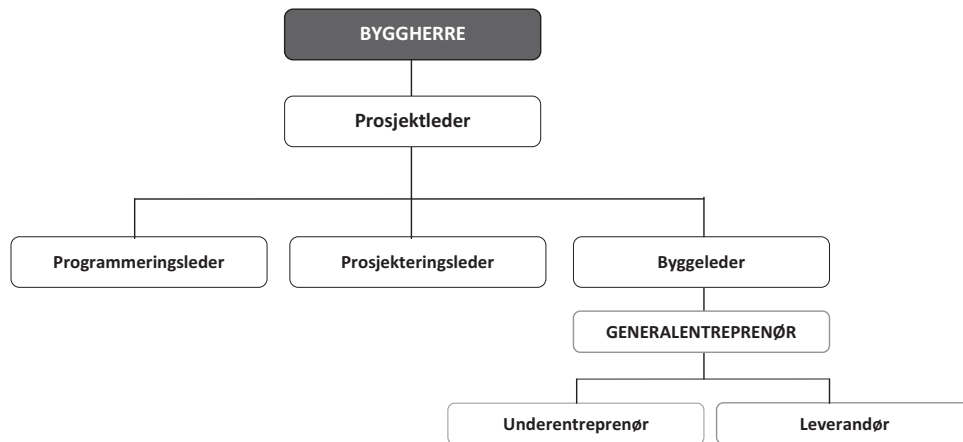 BYGGHERRE
Prosjektleder
Programmeringsleder
Prosjekteringsleder
Byggeleder
GENERALENTREPRENØR
Underentreprenør
Leverandør